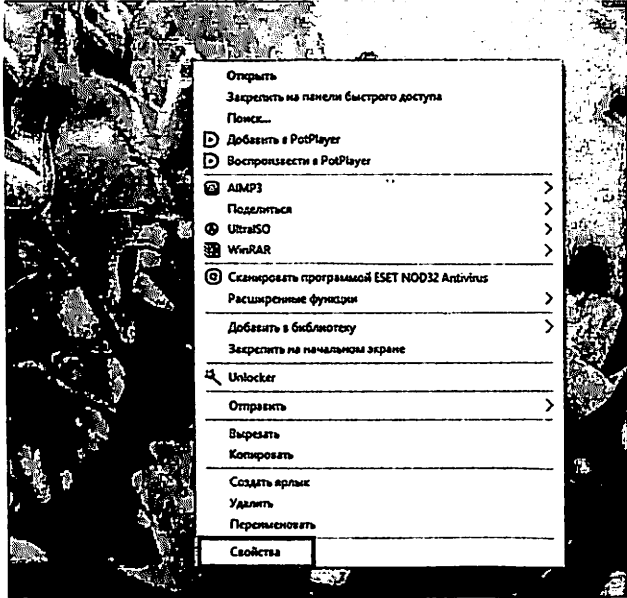 Открыть
Закрепить на панели быстрого доступа
Поиск...
Добавить в PotPlayer
Воспроизвести в PotPlayer
AIMP3
Поделиться
UltraISO
WinRAR
Сканировать программой ESET NOD32 Antivirus
Расширенные функции
Добавить в библиотеку
Закрепить на начальном экране
Unlocker
Отправить
Вырезать
Копировать
Создать ярлык
Удалить
Переименовать
Свойства